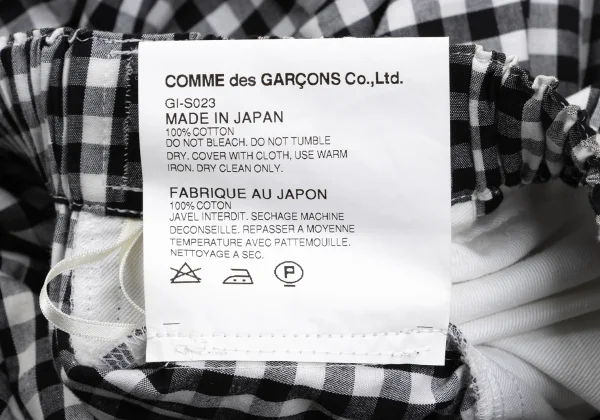 COMME des GARÇONS Co.,Ltd.
GI-S023
MADE IN JAPAN
100% COTTON
DO NOT BLEACH. DO NOT TUMBLE
DRY. COVER WITH CLOTH, USE WARM
IRON. DRY CLEAN ONLY.
FABRIQUE AU JAPON
100% COTON
JAVEL INTERDIT. SECHAGE MACHINE
DECONSEILLE. REPASSER A MOYENNE
TEMPERATURE AVEC PATTEMOUILLE.
NETTOYAGE A SEC.
P